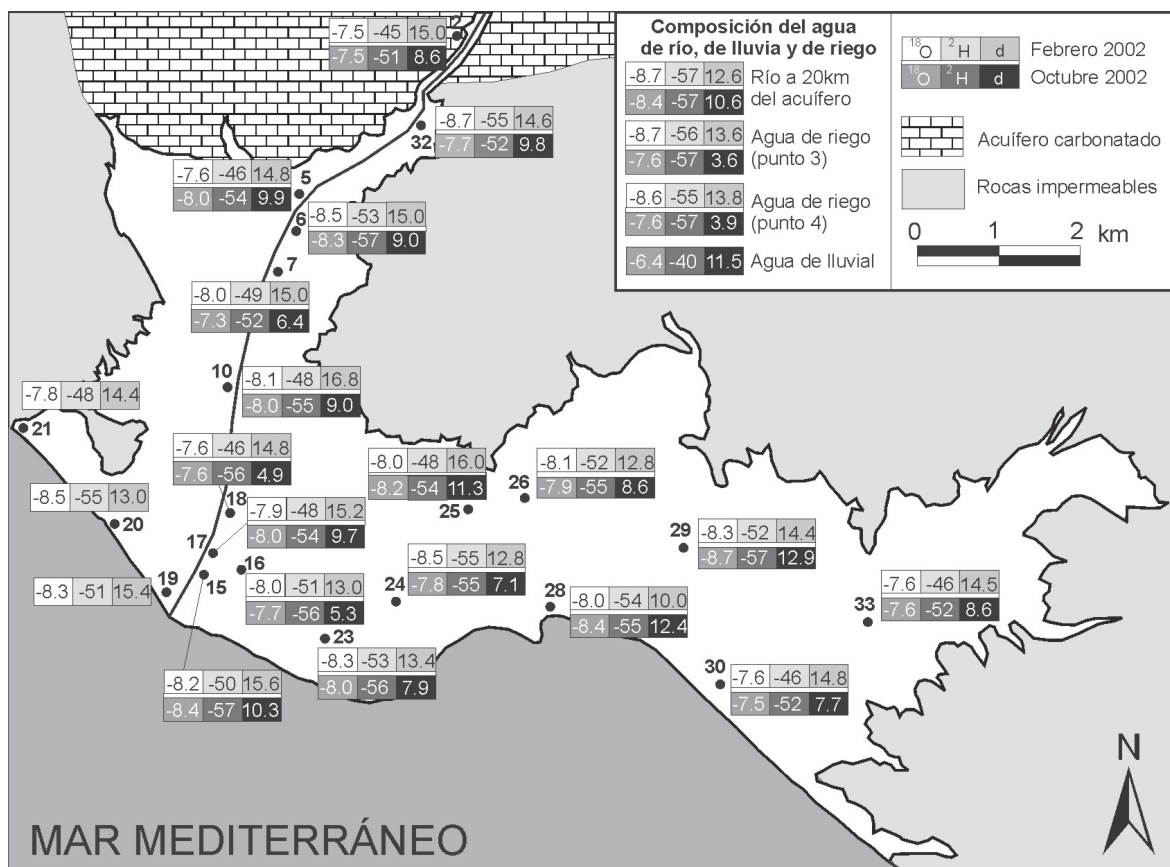 -7.5 -45 15.0
-7.5 -51 8.6
2
-8.7 -55 14.6
-7.7 -52 9.8
32
-7.6 -46 14.8
-8.0 -54 9.9
5
6
-8.5 -53 15.0
-8.3 -57 9.0
7
-8.0 -49 15.0
-7.3 -52 6.4
10
-8.1 -48 16.8
-8.0 -55 9.0
-7.8 -48 14.4
21
-7.6 -46 14.8
-7.6 -56 4.9
18
-8.0 -48 16.0
-8.2 -54 11.3
25
-8.1 -52 12.8
-7.9 -55 8.6
26
-8.5 -55 13.0
20
-7.9 -48 15.2
-8.0 -54 9.7
17
29
-8.3 -52 14.4
-8.7 -57 12.9
-8.3 -51 15.4
19
15
16
-8.0 -51 13.0
-7.7 -56 5.3
-8.5 -55 12.8
-7.8 -55 7.1
24
28
-8.0 -54 10.0
-8.4 -55 12.4
-7.6 -46 14.5
-7.6 -52 8.6
33
23
-8.3 -53 13.4
-8.0 -56 7.9
-8.2 -50 15.6
-8.4 -57 10.3
30
-7.6 -46 14.8
-7.5 -52 7.7
Composición del agua
de río, de lluvia y de riego
-8.7 -57 12.6
-8.4 -57 10.6
Río a 20km
del acuífero
-8.7 -56 13.6
-7.6 -57 3.6
Agua de riego
(punto 3)
-8.6 -55 13.8
-7.6 -57 3.9
Agua de riego
(punto 4)
-6.4 -40 11.5 Agua de lluvial
18O 2H d Febrero 2002
18O 2H d Octubre 2002
Acuífero carbonatado
Rocas impermeables
0 1 2 km
N
MAR MEDITERRÁNEO